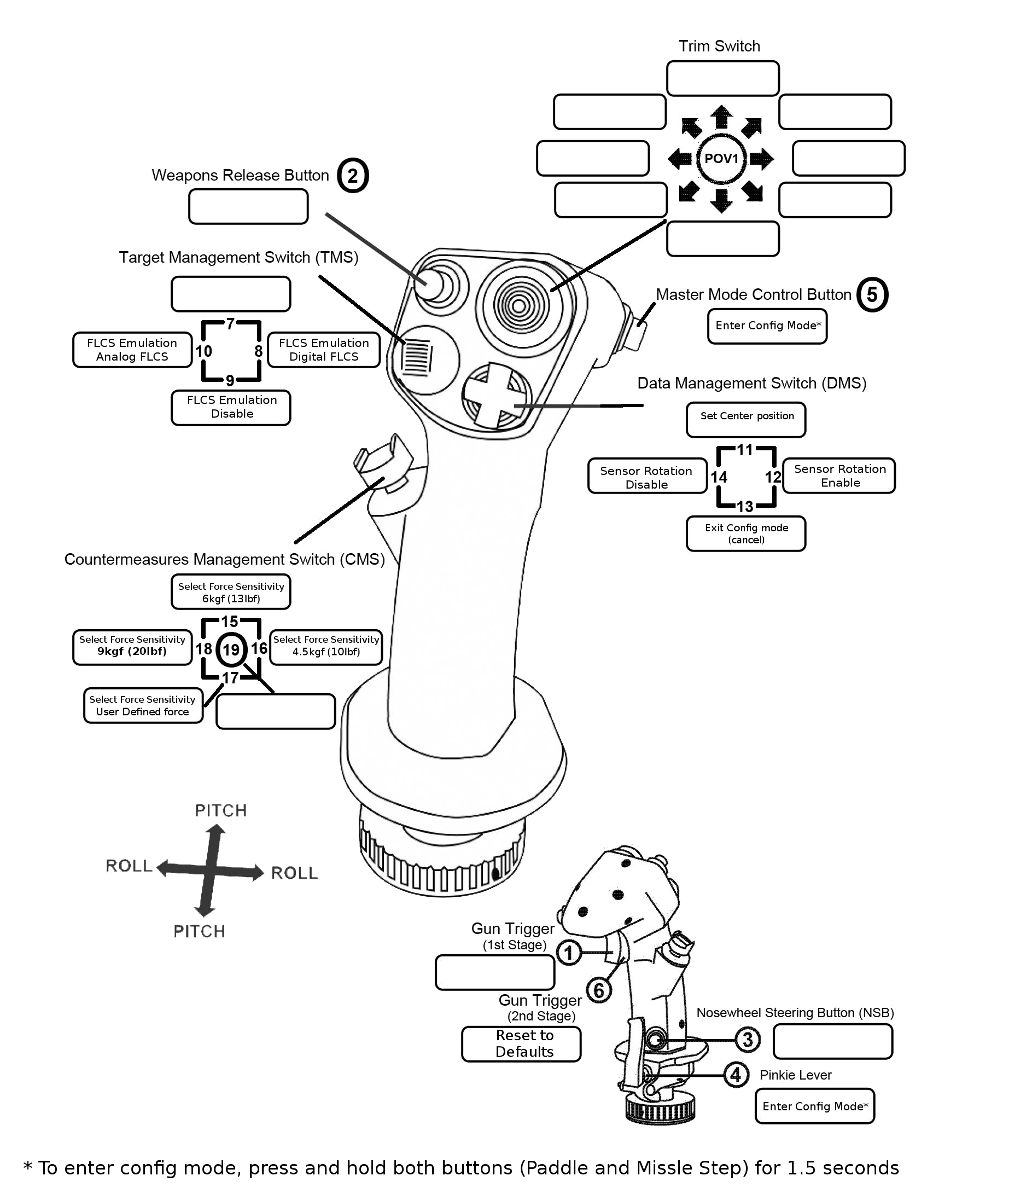 Trim Switch
POV1
Weapons Release Button 2
Target Management Switch (TMS)
7
FLCS Emulation
Analog FLCS
10
8
FLCS Emulation
Digital FLCS
9
FLCS Emulation
Disable
Master Mode Control Button 5
Enter Config Mode*
Data Management Switch (DMS)
Set Center position
11
Sensor Rotation
Disable
14
12
Sensor Rotation
Enable
13
Exit Config mode
(cancel)
Countermeasures Management Switch (CMS)
Select Force Sensitivity
6kgf (13lbf)
15
Select Force Sensitivity
9kgf (20lbf)
18
19
16
Select Force Sensitivity
4.5kgf (10lbf)
17
Select Force Sensitivity
User Defined force
PITCH
ROLL
ROLL
PITCH
Gun Trigger
(1st Stage)
1
6
Gun Trigger
(2nd Stage)
Reset to
Defaults
Nosewheel Steering Button (NSB)
3
4
Pinkie Lever
Enter Config Mode*
* To enter config mode, press and hold both buttons (Paddle and Missle Step) for 1.5 seconds